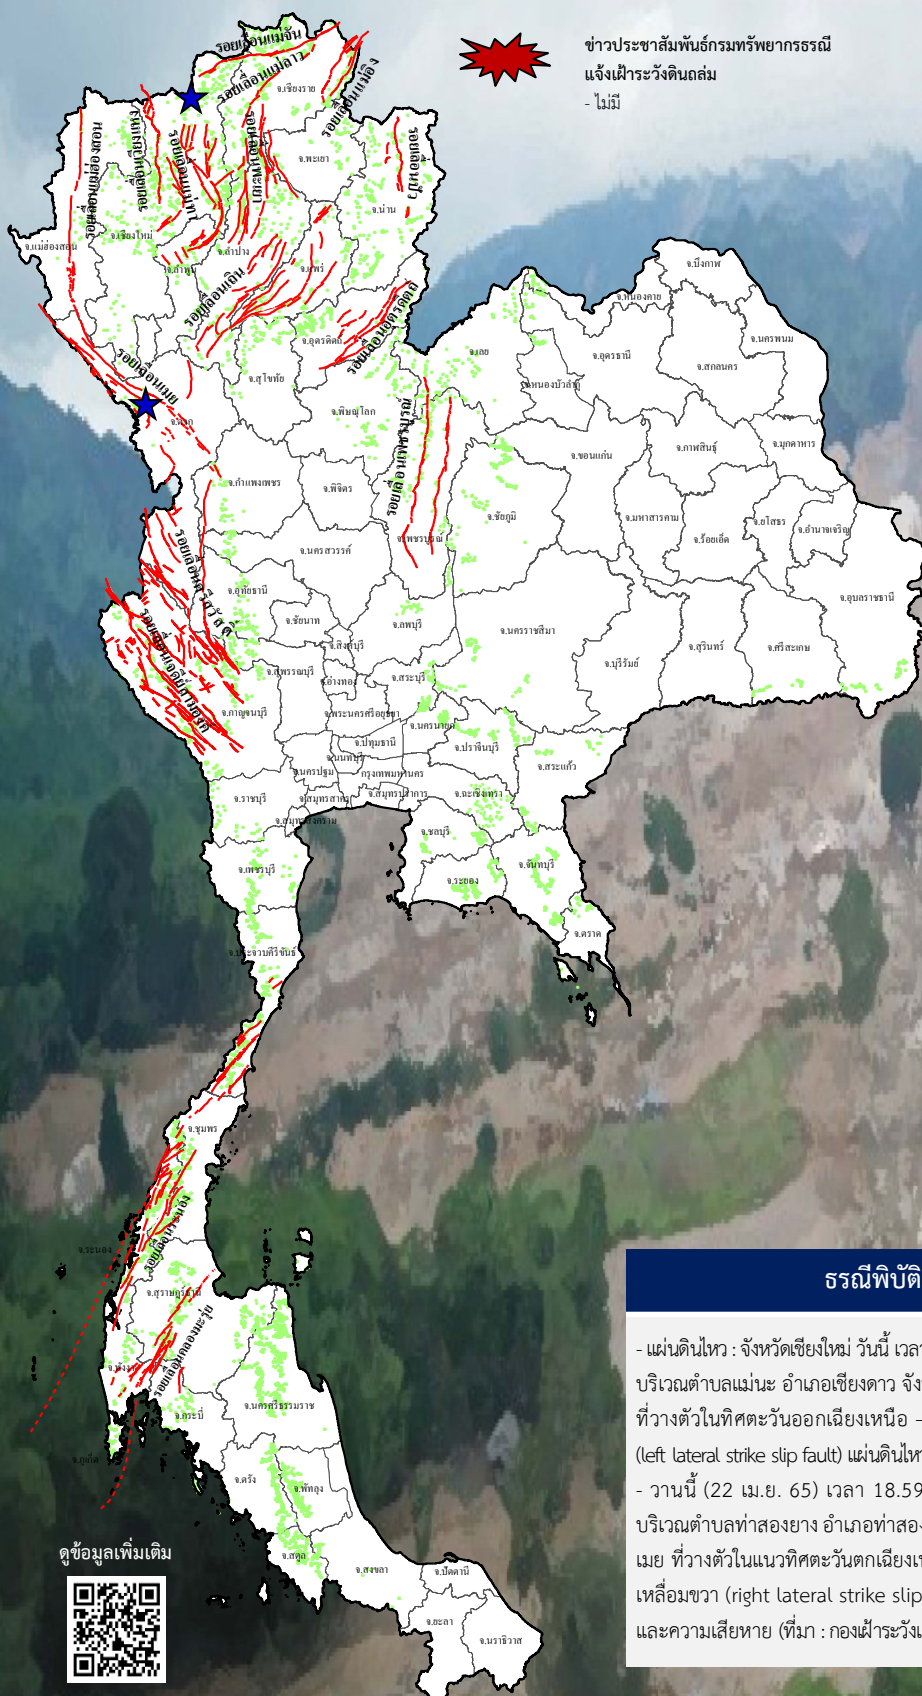 ข่าวประชาสัมพันธ์กรมทรัพยากรธรณี
แจ้งเฝ้าระวังดินถล่ม
- ไม่มี
รอยเลื่อนแม่จัน
รอยเลื่อนแม่ลาว
รอยเลื่อนแม่อิง
จ.เชียงราย
รอยเลื่อนแม่ฮ่องสอน
รอยเลื่อนแม่ทา
รอยเลื่อนพะเยา
จ.พะเยา
รอยเลื่อนปัว
จ.น่าน
จ.แม่ฮ่องสอน
จ.เชียงใหม่
จ.ลำพูน
จ.ลำปาง
จ.แพร่
รอยเลื่อนเถิน
รอยเลื่อนอุตรดิตถ์
จ.อุตรดิตถ์
รอยเลื่อนเมย
จ.ตาก
จ.สุโขทัย
จ.พิษณุโลก
จ.เลย
จ.หนองบัวลำภู
จ.อุดรธานี
จ.หนองคาย
จ.บึงกาฬ
จ.สกลนคร
จ.นครพนม
จ.มุกดาหาร
จ.กาฬสินธุ์
จ.ขอนแก่น
รอยเลื่อนเพชรบูรณ์
จ.กำแพงเพชร
จ.พิจิตร
จ.เพชรบูรณ์
จ.ชัยภูมิ
จ.มหาสารคาม
จ.ร้อยเอ็ด
จ.ยโสธร
จ.อำนาจเจริญ
จ.อุบลราชธานี
จ.ศรีสะเกษ
จ.สุรินทร์
จ.บุรีรัมย์
จ.นครราชสีมา
จ.นครสวรรค์
รอยเลื่อนศรีสวัสดิ์
รอยเลื่อนเจดีย์สามองค์
จ.อุทัยธานี
จ.ชัยนาท
จ.ลพบุรี
จ.สิงห์บุรี
จ.สุพรรณบุรี
จ.อ่างทอง
จ.สระบุรี
จ.กาญจนบุรี
จ.พระนครศรีอยุธยา
จ.นครนายก
จ.ปทุมธานี
จ.ปราจีนบุรี
จ.นนทบุรี
จ.สระแก้ว
จ.นครปฐม
กรุงเทพมหานคร
จ.ราชบุรี
จ.สมุทรสาคร
จ.สมุทรปราการ
จ.ฉะเชิงเทรา
จ.สมุทรสงคราม
จ.ชลบุรี
จ.เพชรบุรี
จ.ระยอง
จ.จันทบุรี
จ.ตราด
จ.ประจวบคีรีขันธ์
จ.ชุมพร
รอยเลื่อนระนอง
จ.ระนอง
จ.สุราษฎร์ธานี
รอยเลื่อนคลองมะรุ่ย
จ.พังงา
จ.กระบี่
จ.นครศรีธรรมราช
จ.ภูเก็ต
จ.ตรัง
จ.พัทลุง
จ.สตูล
จ.สงขลา
จ.ปัตตานี
จ.ยะลา
จ.นราธิวาส
ดูข้อมูลเพิ่มเติม
ธรณีพิบัติ
- แผ่นดินไหว : จังหวัดเชียงใหม่ วันนี้ เวลา
บริเวณตำบลแม่นะ อำเภอเชียงดาว จัง
ที่วางตัวในทิศตะวันออกเฉียงเหนือ –
(left lateral strike slip fault) แผ่นดินไห
- วานนี้ (22 เม.ย. 65) เวลา 18.59
บริเวณตำบลท่าสองยาง อำเภอท่าสอง
เมย ที่วางตัวในแนวทิศตะวันตกเฉียงเ
เหลื่อมขวา (right lateral strike slip
และความเสียหาย (ที่มา : กองเฝ้าระวังแ